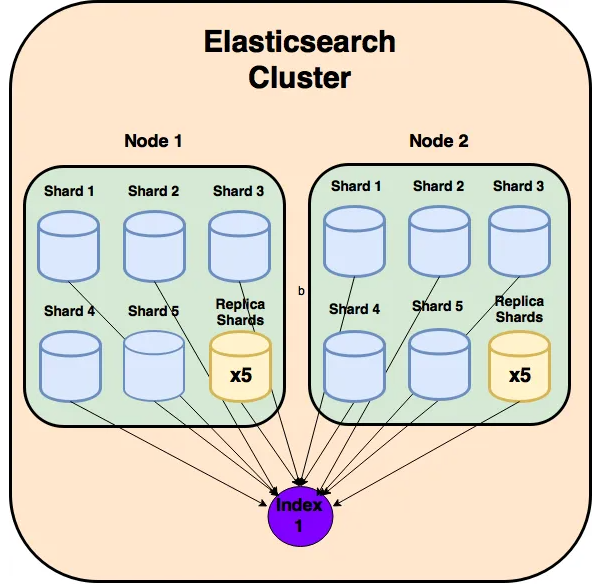 Elasticsearch
Cluster
Node 1
Node 2
Shard 1 Shard 2 Shard 3
Shard 1 Shard 2 Shard 3
b
Shard 4 Shard 5 Replica
Shards
x5
Shard 4 Shard 5 Replica
Shards
x5
Index
1